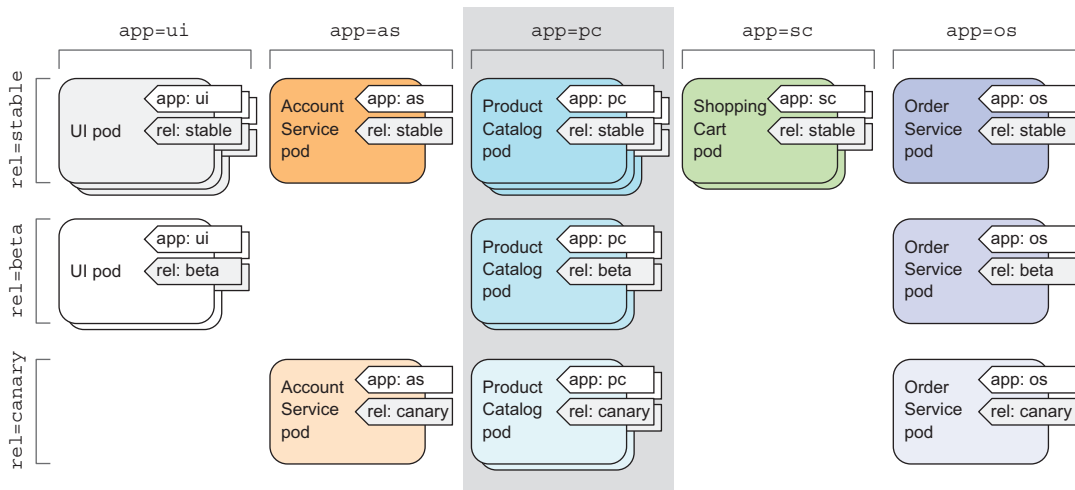 app=ui
app=as
app=pc
app=sc
app=os
rel=stable
UI pod
app: ui
rel: stable
Account
Service
pod
app: as
rel: stable
Product
Catalog
pod
app: pc
rel: stable
Shopping
Cart
pod
app: sc
rel: stable
Order
Service
pod
app: os
rel: stable
rel=beta
UI pod
app: ui
rel: beta
Product
Catalog
pod
app: pc
rel: beta
Order
Service
pod
app: os
rel: beta
rel=canary
Account
Service
pod
app: as
rel: canary
Product
Catalog
pod
app: pc
rel: canary
Order
Service
pod
app: os
rel: canary